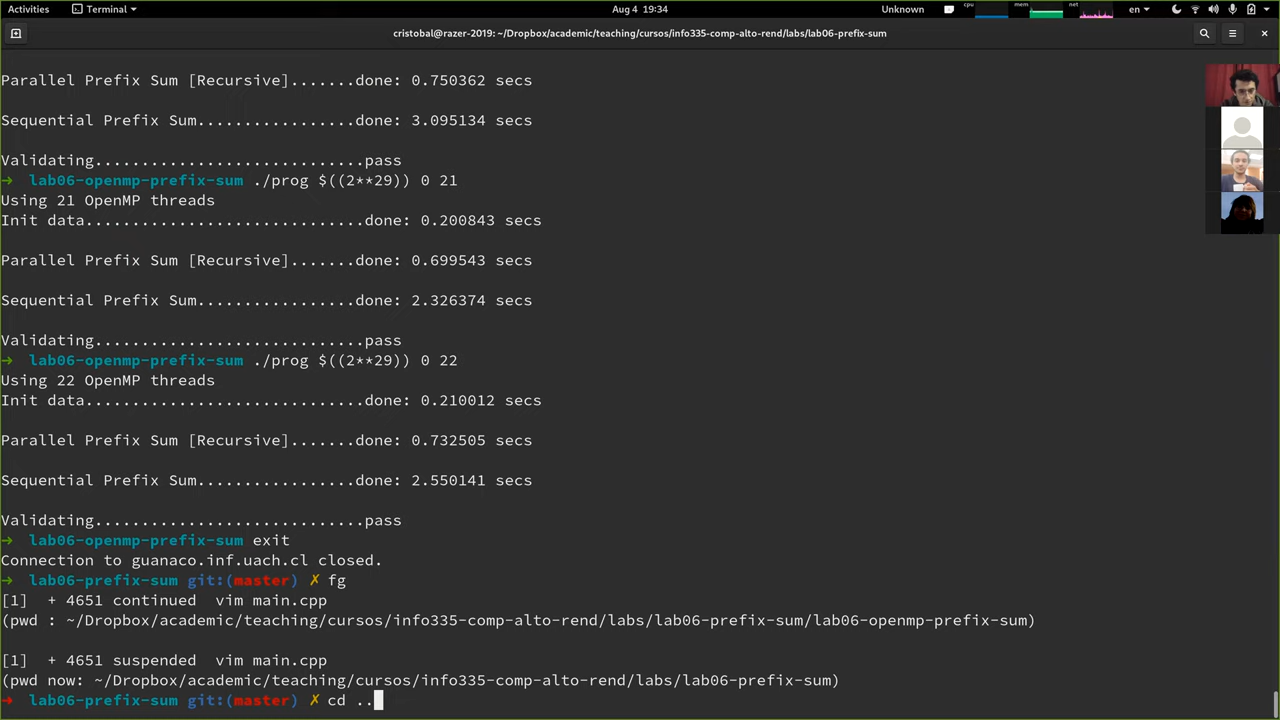 Activities Terminal Aug 4 19:34 Unknown cpu mem net en
cristobal@razer-2019: ~/Dropbox/academic/teaching/cursos/info335-comp-alto-rend/labs/lab06-prefix-sum
Parallel Prefix Sum [Recursive].......done: 0.750362 secs
Sequential Prefix Sum.................done: 3.095134 secs
Validating.............................pass
→ lab06-openmp-prefix-sum ./prog $((2**29)) 0 21
Using 21 OpenMP threads
Init data..............................done: 0.200843 secs
Parallel Prefix Sum [Recursive].......done: 0.699543 secs
Sequential Prefix Sum.................done: 2.326374 secs
Validating.............................pass
→ lab06-openmp-prefix-sum ./prog $((2**29)) 0 22
Using 22 OpenMP threads
Init data..............................done: 0.210012 secs
Parallel Prefix Sum [Recursive].......done: 0.732505 secs
Sequential Prefix Sum.................done: 2.550141 secs
Validating.............................pass
→ lab06-openmp-prefix-sum exit
Connection to guanaco.inf.uach.cl closed.
→ lab06-prefix-sum git:(master) ✗ fg
[1] + 4651 continued vim main.cpp
(pwd : ~/Dropbox/academic/teaching/cursos/info335-comp-alto-rend/labs/lab06-prefix-sum/lab06-openmp-prefix-sum)
[1] + 4651 suspended vim main.cpp
(pwd now: ~/Dropbox/academic/teaching/cursos/info335-comp-alto-rend/labs/lab06-prefix-sum)
→ lab06-prefix-sum git:(master) ✗ cd ..